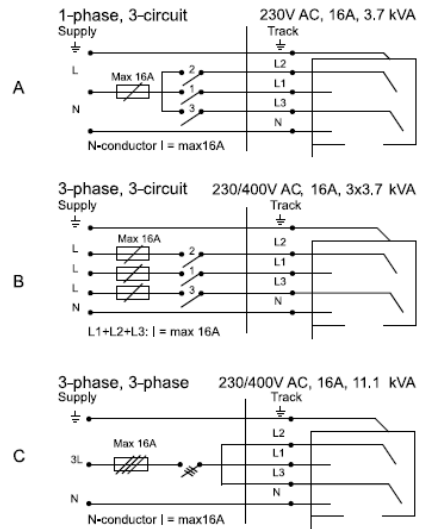 1-phase, 3-circuit 230V AC, 16A, 3.7 kVA
Supply Track
L Max 16A 2 L2
A 1 L1
N 3 L3
N
N-conductor I = max16A
3-phase, 3-circuit 230/400V AC, 16A, 3x3.7 kVA
Supply Track
Max 16A L2
L 2 L1
L 1
B L 3 L3
N N
L1+L2+L3: I = max 16A
3-phase, 3-phase 230/400V AC, 16A, 11.1 kVA
Supply Track
L2
Max 16A L1
C 3L L3
N N
N-conductor I = max16A